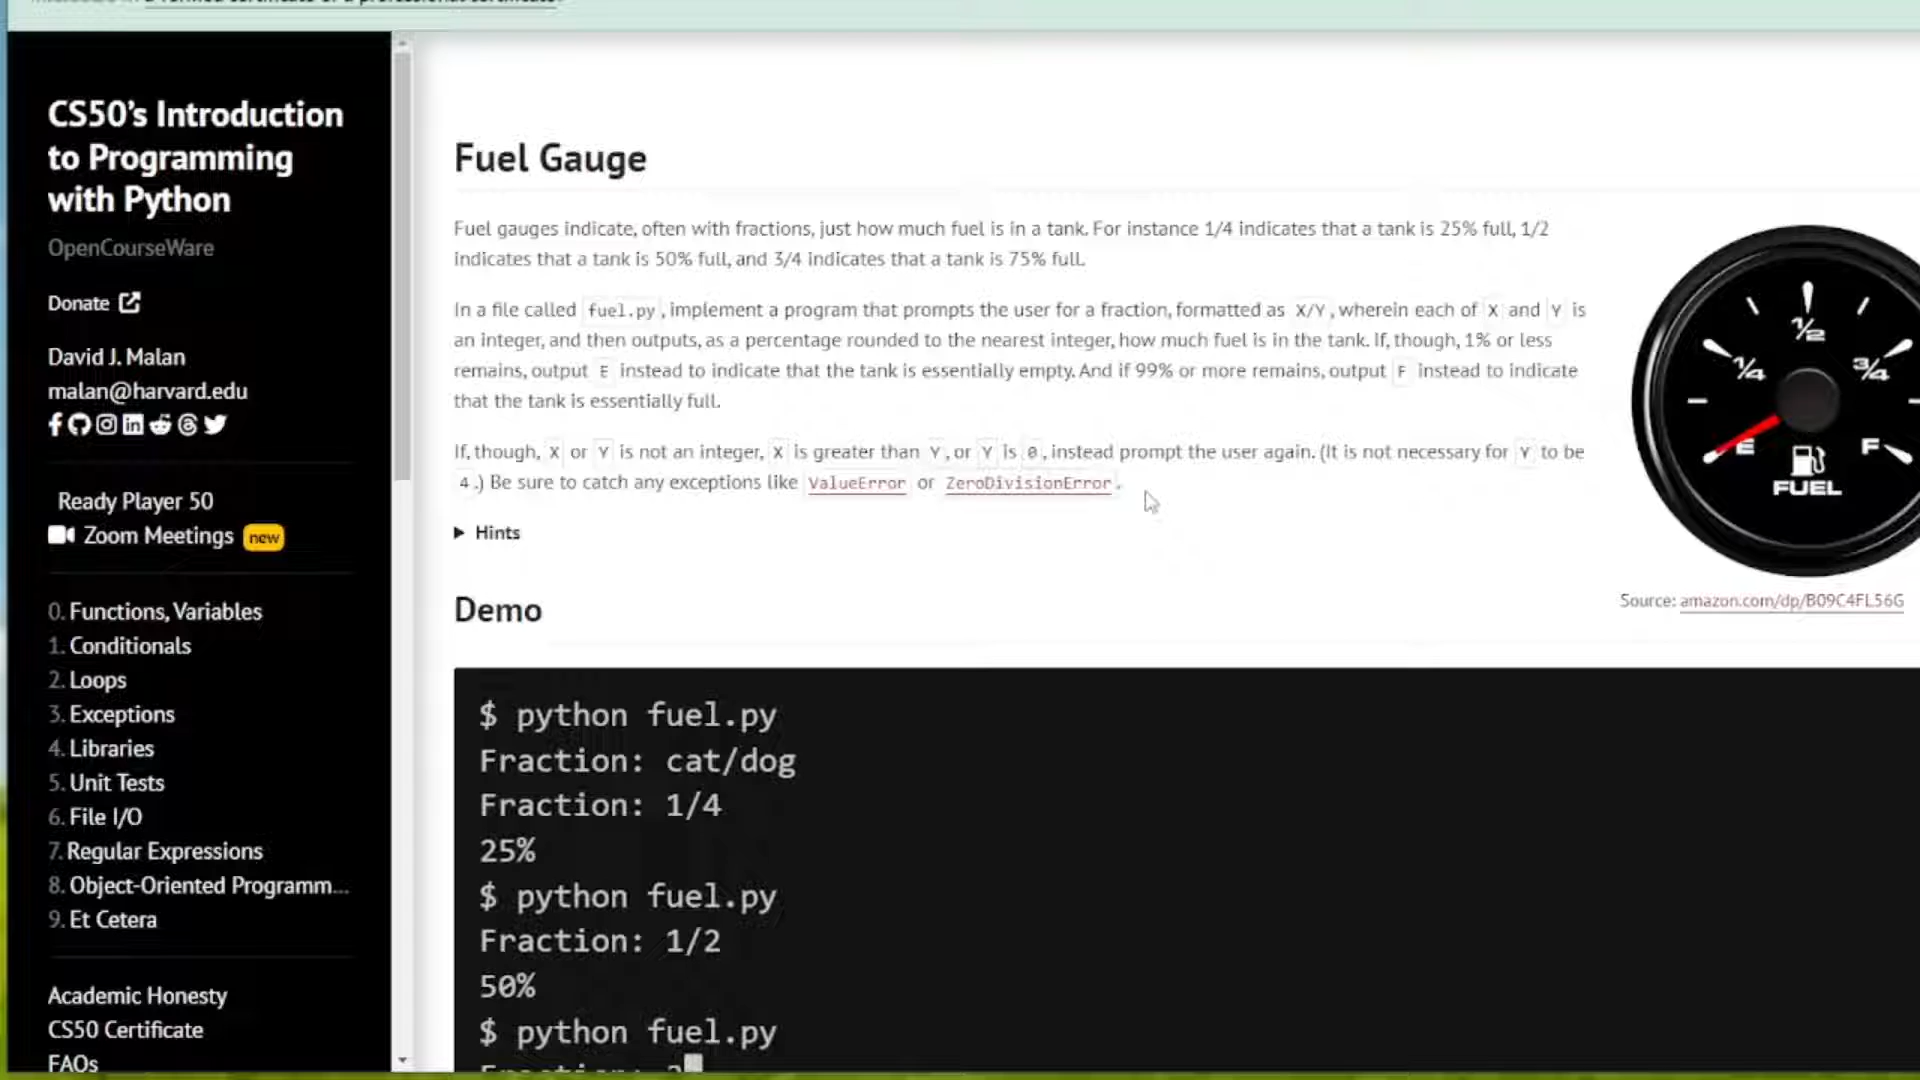 a verified certificate or a professional certificate.
CS50's Introduction
to Programming
with Python
OpenCourseWare
Donate
David J. Malan
malan@harvard.edu
Ready Player 50
Zoom Meetings new
0. Functions, Variables
1. Conditionals
2. Loops
3. Exceptions
4. Libraries
5. Unit Tests
6. File I/O
7. Regular Expressions
8. Object-Oriented Programm...
9. Et Cetera
Academic Honesty
CS50 Certificate
FAQs
Fuel Gauge
Fuel gauges indicate, often with fractions, just how much fuel is in a tank. For instance 1/4 indicates that a tank is 25% full, 1/2
indicates that a tank is 50% full, and 3/4 indicates that a tank is 75% full.
In a file called fuel.py, implement a program that prompts the user for a fraction, formatted as X/Y, wherein each of X and Y is
an integer, and then outputs, as a percentage rounded to the nearest integer, how much fuel is in the tank. If, though, 1% or less
remains, output E instead to indicate that the tank is essentially empty. And if 99% or more remains, output F instead to indicate
that the tank is essentially full.
If, though, X or Y is not an integer, X is greater than Y, or Y is 0, instead prompt the user again. (It is not necessary for Y to be
4.) Be sure to catch any exceptions like ValueError or ZeroDivisionError.
Hints
1/4
1/2
3/4
E
F
FUEL
Source: amazon.com/dp/B09C4FL56G
Demo
$ python fuel.py
Fraction: cat/dog
Fraction: 1/4
25%
$ python fuel.py
Fraction: 1/2
50%
$ python fuel.py
Fraction: